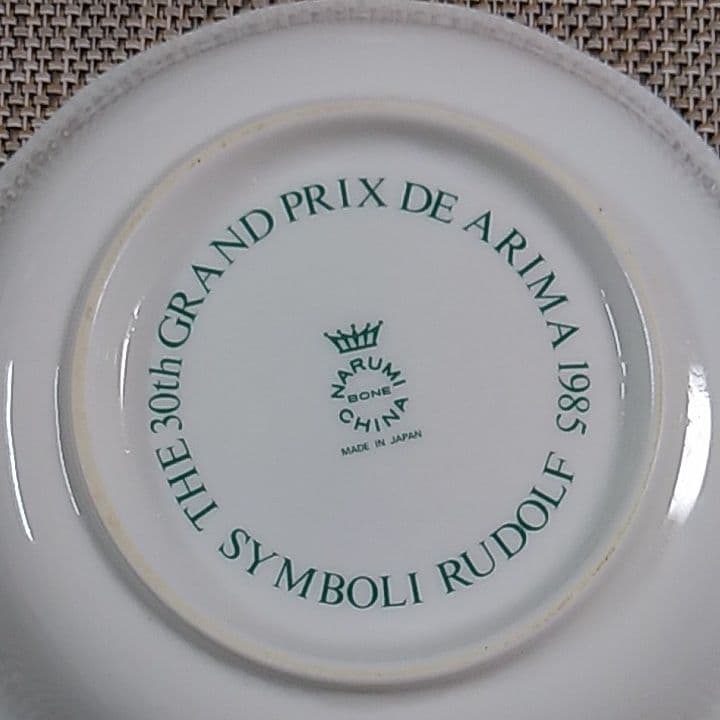 THE 30th GRAND PRIX DE ARIMA 1985
SYMBOLI RUDOLF
NARUMI
BONE
CHINA
MADE IN JAPAN